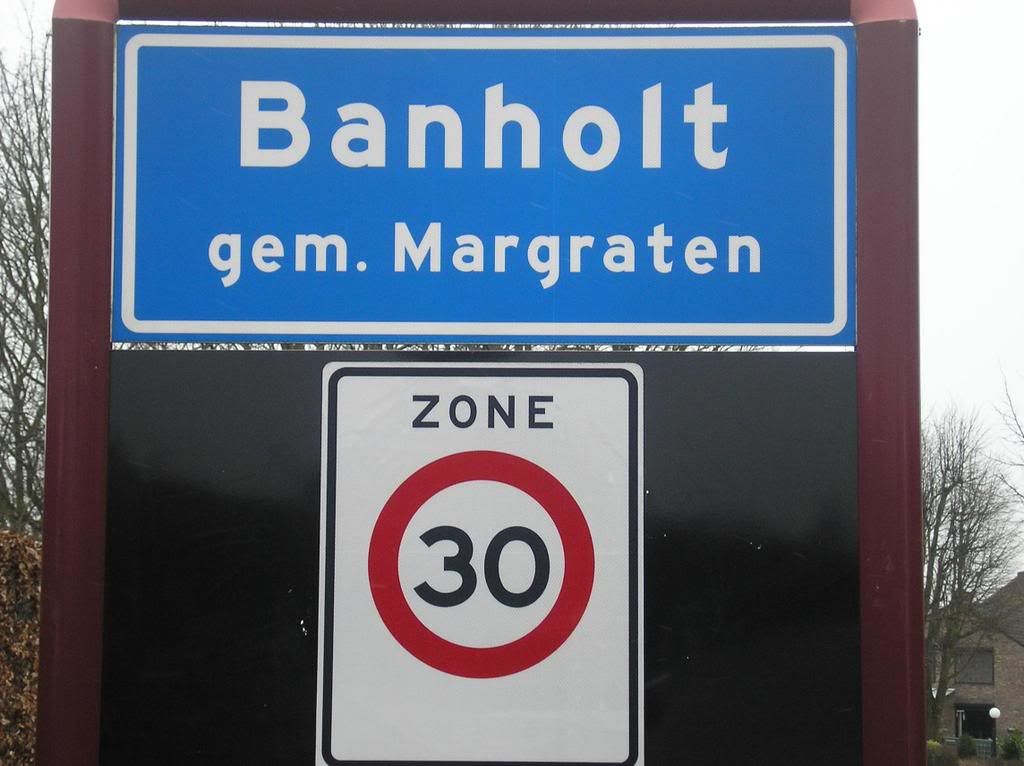 Banholt
gem. Margraten
ZONE
30